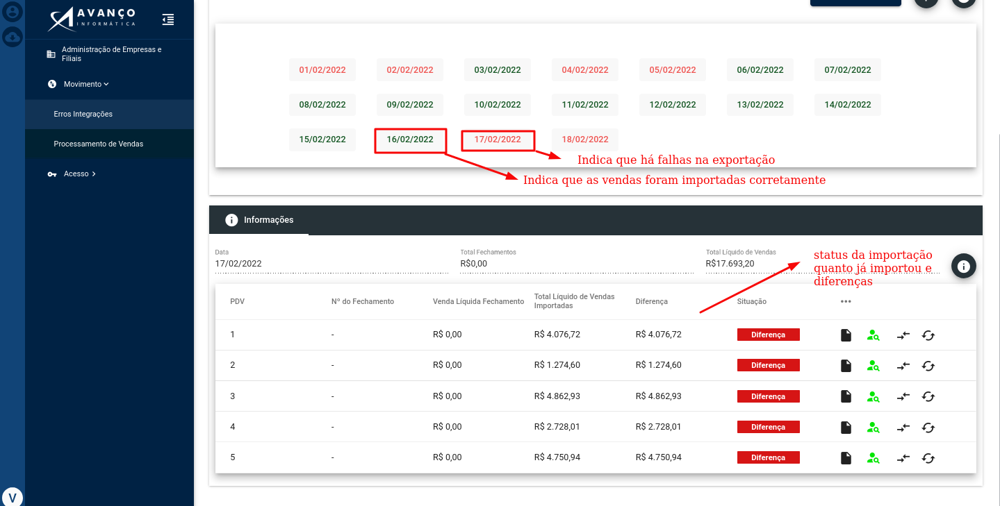 AVANÇO
INFORMÁTICA
Administração de Empresas e
Filiais
Movimento
Erros Integrações
Processamento de Vendas
Acesso
V
01/02/2022 02/02/2022 03/02/2022 04/02/2022 05/02/2022 06/02/2022 07/02/2022
08/02/2022 09/02/2022 10/02/2022 11/02/2022 12/02/2022 13/02/2022 14/02/2022
15/02/2022 16/02/2022 17/02/2022 18/02/2022
Indica que há falhas na exportação
Indica que as vendas foram importadas corretamente
Informações
Data Total Fechamentos Total Líquido de Vendas
17/02/2022 R$0,00 R$17.693,20
status da importação
quanto já importou e
diferenças
PDV Nº do Fechamento Venda Líquida Fechamento Total Líquido de Vendas
Importadas Diferença Situação •••
1 - R$ 0,00 R$ 4.076,72 R$ 4.076,72 Diferença
2 - R$ 0,00 R$ 1.274,60 R$ 1.274,60 Diferença
3 - R$ 0,00 R$ 4.862,93 R$ 4.862,93 Diferença
4 - R$ 0,00 R$ 2.728,01 R$ 2.728,01 Diferença
5 - R$ 0,00 R$ 4.750,94 R$ 4.750,94 Diferença